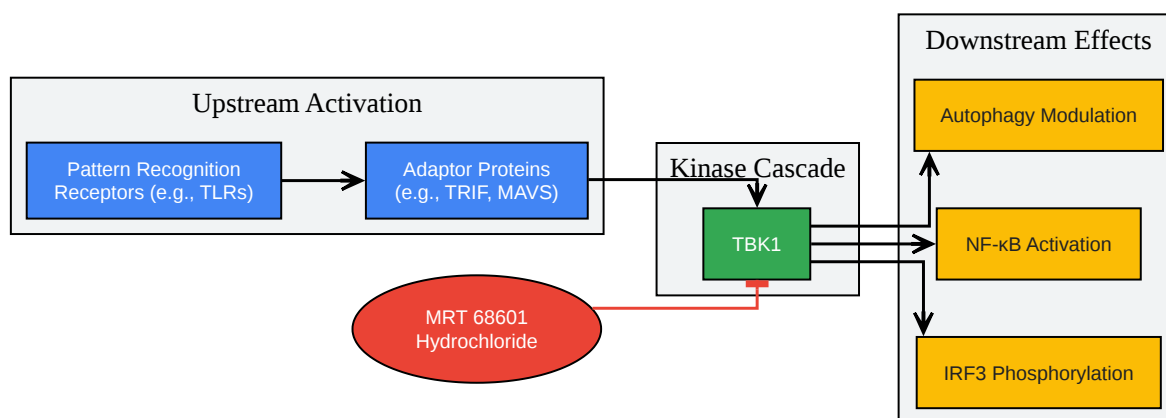 Upstream Activation
Pattern Recognition
Receptors (e.g., TLRs)
Adaptor Proteins
(e.g., TRIF, MAVS)
Kinase Cascade
TBK1
MRT 68601
Hydrochloride
Downstream Effects
Autophagy Modulation
NF-κB Activation
IRF3 Phosphorylation